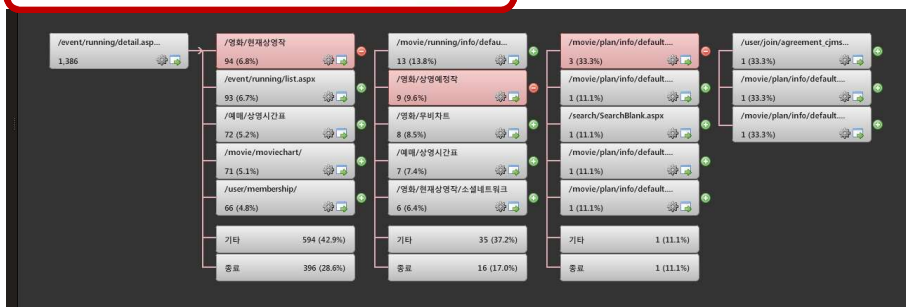 /event/running/detail.asp...
1,386
/영화/현재상영작
94 (6.8%)
/event/running/list.aspx
93 (6.7%)
/예매/상영시간표
72 (5.2%)
/movie/moviechart/
71 (5.1%)
/user/membership/
66 (4.8%)
기타 594 (42.9%)
종료 396 (28.6%)
/movie/running/info/defau...
13 (13.8%)
/영화/상영예정작
9 (9.6%)
/영화/무비차트
8 (8.5%)
/예매/상영시간표
7 (7.4%)
/영화/현재상영작/소셜네트워크
6 (6.4%)
기타 35 (37.2%)
종료 16 (17.0%)
/movie/plan/info/default....
3 (33.3%)
/movie/plan/info/default....
1 (11.1%)
/search/SearchBlank.aspx
1 (11.1%)
/movie/plan/info/default....
1 (11.1%)
/movie/plan/info/default....
1 (11.1%)
기타 1 (11.1%)
종료 1 (11.1%)
/user/join/agreement_cjms...
1 (33.3%)
/movie/plan/info/default....
1 (33.3%)
/movie/plan/info/default....
1 (33.3%)